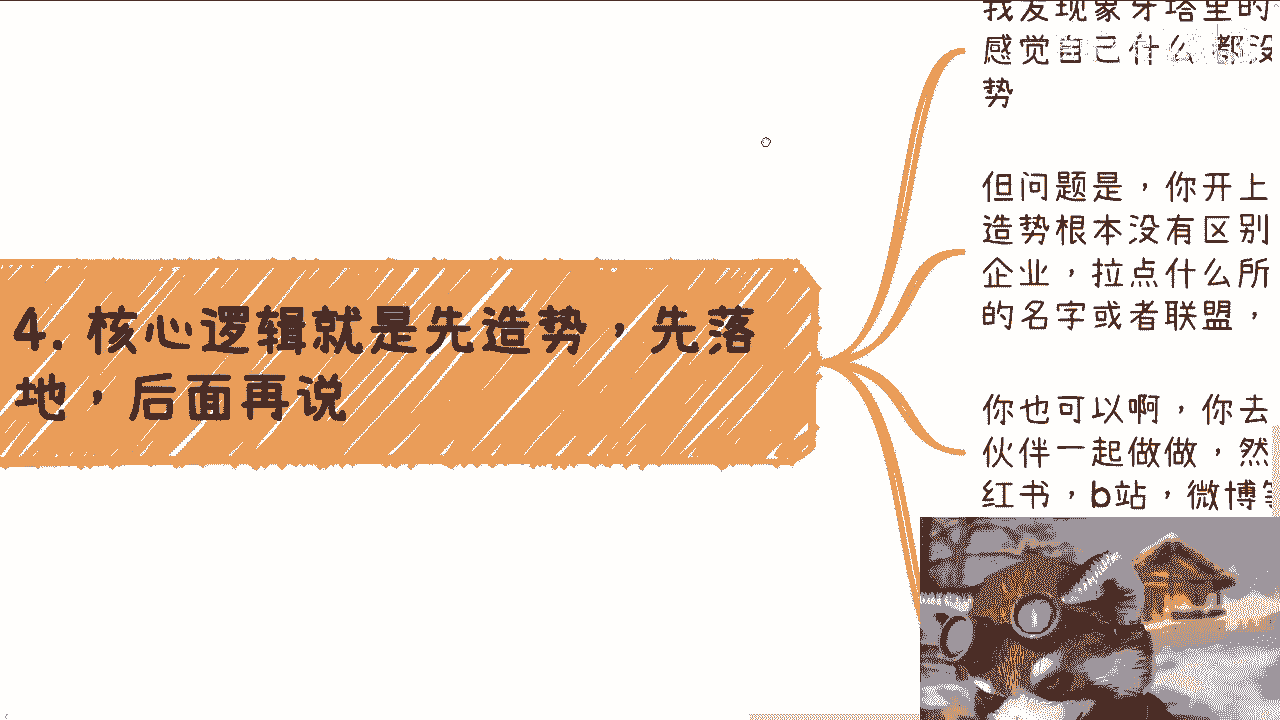 4. 核心逻辑就是先造势，先落
地，后面再说
我发现象牙塔里的
感觉自己什么 都没
势
但问题是，你开上
造势根本没有区别
企业，拉点什么所
的名字或者联盟，
你也可以啊，你去
伙伴一起做做，然
红书，b站，微博